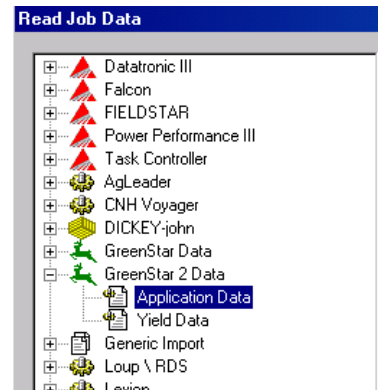 Read Job Data
Datatronic III
Falcon
FIELDSTAR
Power Performance III
Task Controller
AgLeader
CNH Voyager
DICKEY-john
GreenStar Data
GreenStar 2 Data
Application Data
Yield Data
Generic Import
Loup \ RDS
Lexion